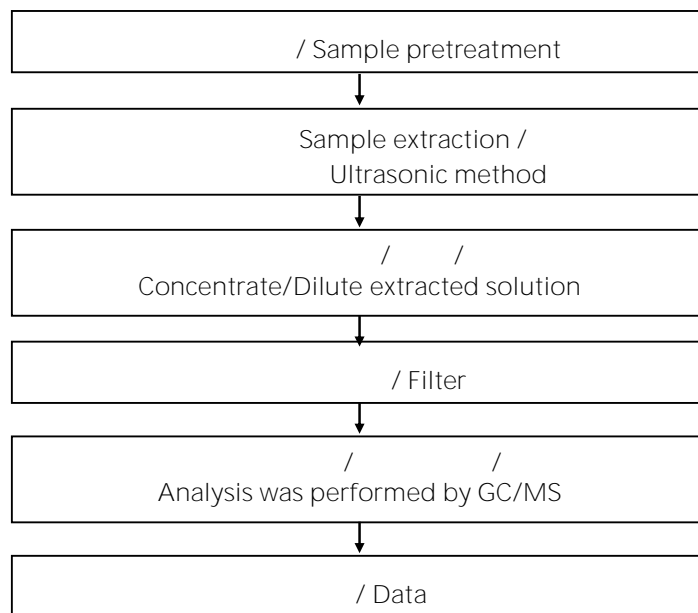 / Sample pretreatment
Sample extraction /
Ultrasonic method
/ /
Concentrate/Dilute extracted solution
/ Filter
/ /
Analysis was performed by GC/MS
/ Data